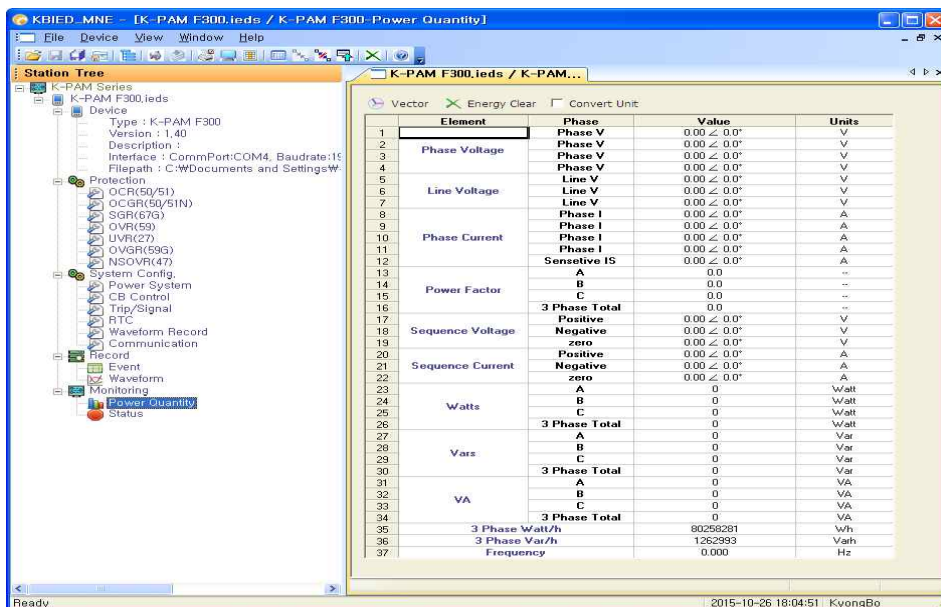 KBIED_MNE - [K-PAM F300.ieds / K-PAM F300-Power Quantity]
File Device View Window Help
Station Tree
K-PAM Series
K-PAM F300.ieds
Device
Type : K-PAM F300
Version : 1.40
Description :
Interface : CommPort:COM4, Baudrate:19
Filepath : C:₩Documents and Settings₩
Protection
OCR(50/51)
OCGR(50/51N)
SGR(67G)
OVR(59)
UVR(27)
OVGR(59G)
NSOVR(47)
System Config.
Power System
CB Control
Trip/Signal
RTC
Waveform Record
Communication
Record
Event
Waveform
Monitoring
Power Quantity
Status
K-PAM F300.ieds / K-PAM...
Vector Energy Clear Convert Unit
Element Phase Value Units
1 Phase V 0.00 ∠ 0.0° V
2 Phase Voltage Phase V 0.00 ∠ 0.0° V
3 Phase V 0.00 ∠ 0.0° V
4 Phase V 0.00 ∠ 0.0° V
5 Line V 0.00 ∠ 0.0° V
6 Line Voltage Line V 0.00 ∠ 0.0° V
7 Line V 0.00 ∠ 0.0° V
8 Phase I 0.00 ∠ 0.0° A
9 Phase I 0.00 ∠ 0.0° A
10 Phase Current Phase I 0.00 ∠ 0.0° A
11 Phase I 0.00 ∠ 0.0° A
12 Sensetive IS 0.00 ∠ 0.0° A
13 A 0.0 --
14 Power Factor B 0.0 --
15 C 0.0 --
16 3 Phase Total 0.0 --
17 Positive 0.00 ∠ 0.0° V
18 Sequence Voltage Negative 0.00 ∠ 0.0° V
19 zero 0.00 ∠ 0.0° V
20 Positive 0.00 ∠ 0.0° A
21 Sequence Current Negative 0.00 ∠ 0.0° A
22 zero 0.00 ∠ 0.0° A
23 A 0 Watt
24 Watts B 0 Watt
25 C 0 Watt
26 3 Phase Total 0 Watt
27 A 0 Var
28 Vars B 0 Var
29 C 0 Var
30 3 Phase Total 0 Var
31 A 0 VA
32 VA B 0 VA
33 C 0 VA
34 3 Phase Total 0 VA
35 3 Phase Watt/h 80258281 Wh
36 3 Phase Var/h 1262993 Varh
37 Frequency 0.000 Hz
Ready 2015-10-26 18:04:51 KyongBo